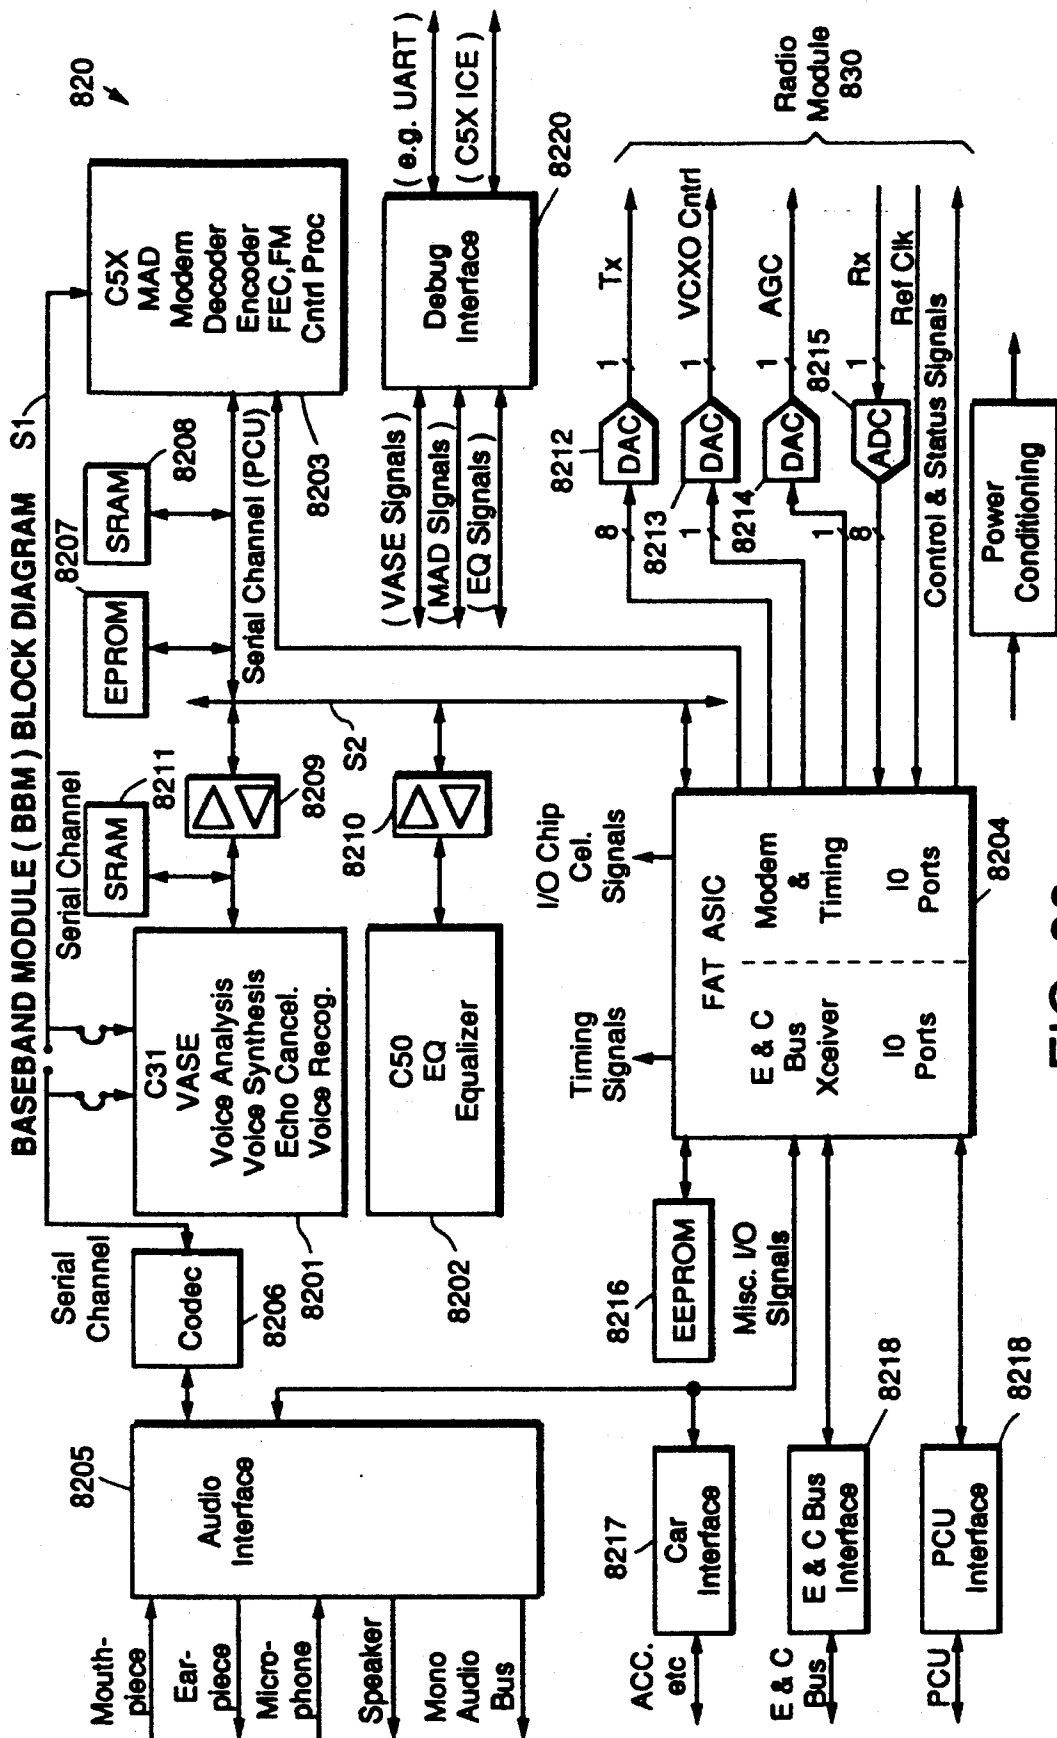 BASEBAND MODULE ( BBM ) BLOCK DIAGRAM
820
S1
Serial
Channel
Serial Channel
Mouth-
piece
Ear-
piece
Micro-
phone
Speaker
Mono
Audio
Bus
8205
Audio
Interface
Codec
8206
C31
VASE
Voice Analysis
Voice Synthesis
Echo Cancel.
Voice Recog.
8201
SRAM
8211
8209
EPROM
8207
SRAM
8208
Serial Channel (PCU)
C5X
MAD
Modem
Decoder
Encoder
FEC,FM
Cntrl Proc
8203
C50
EQ
Equalizer
8202
8210
S2
( VASE Signals )
( MAD Signals )
( EQ Signals )
Debug
Interface
( e.g. UART )
( C5X ICE )
8220
Timing
Signals
I/O Chip
Cel.
Signals
8216
EEPROM
Misc. I/O
Signals
FAT ASIC
E & C
Bus
Xceiver
IO
Ports
Modem
&
Timing
IO
Ports
8204
8212
8
DAC
1
Tx
8213
1
DAC
1
VCXO Cntrl
8214
1
DAC
1
AGC
8215
8
ADC
1
Rx
Ref Clk
Control & Status Signals
Radio
Module
830
ACC.
etc
8217
Car
Interface
E & C
Bus
E & C Bus
Interface
8218
PCU
PCU
Interface
8218
Power
Conditioning